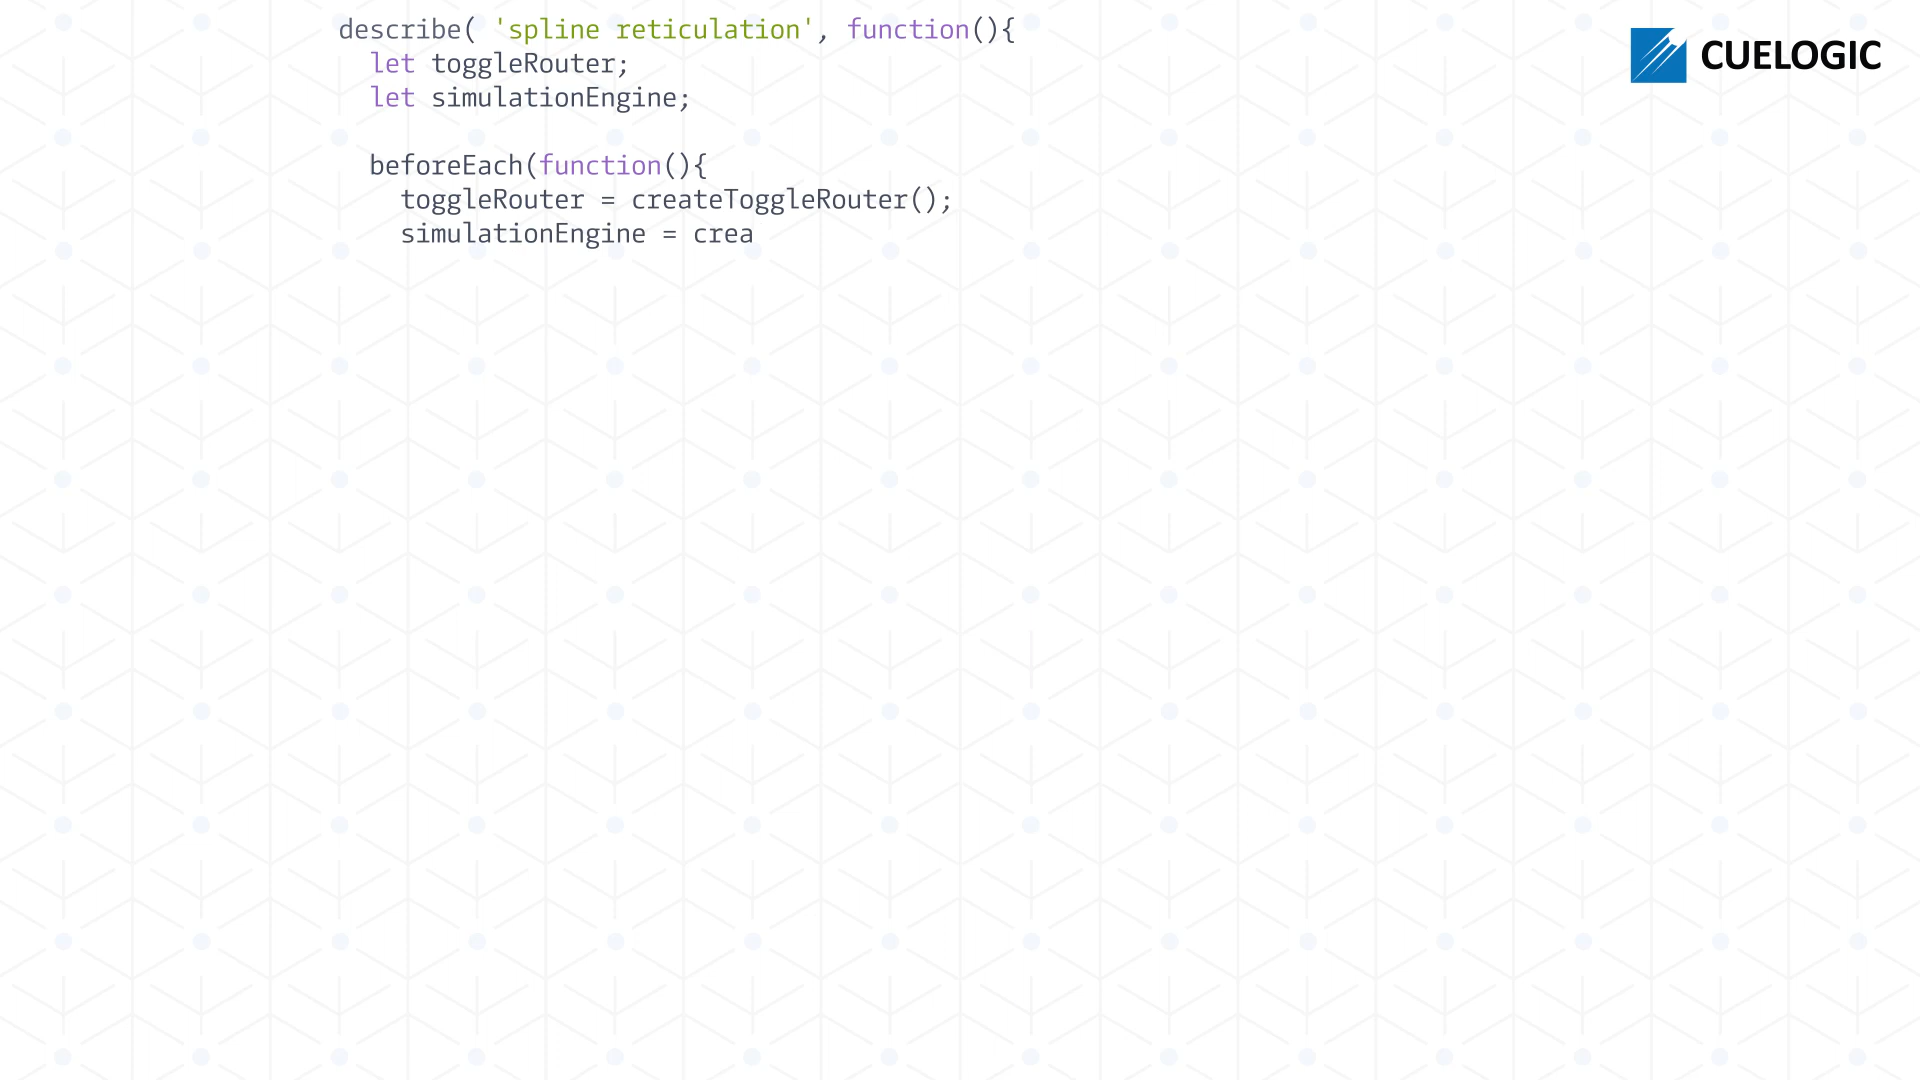 describe( 'spline reticulation', function(){
  let toggleRouter;
  let simulationEngine;

  beforeEach(function(){
    toggleRouter = createToggleRouter();
    simulationEngine = crea
CUELOGIC